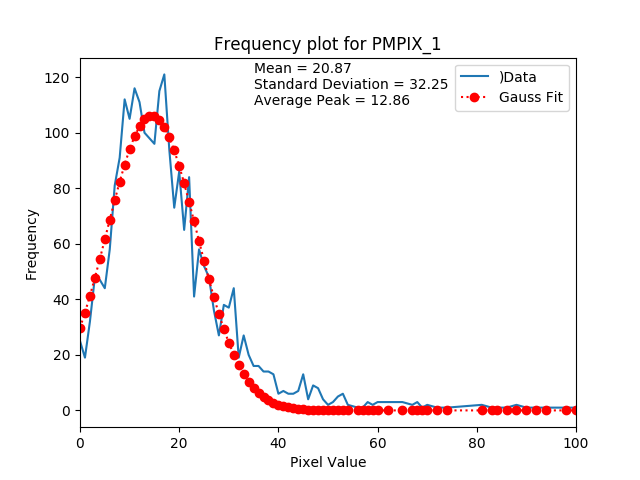 Frequency plot for PMPIX_1
Mean = 20.87
Standard Deviation = 32.25
Average Peak = 12.86
)Data
Gauss Fit
Frequency
120
100
80
60
40
20
0
0 20 40 60 80 100
Pixel Value